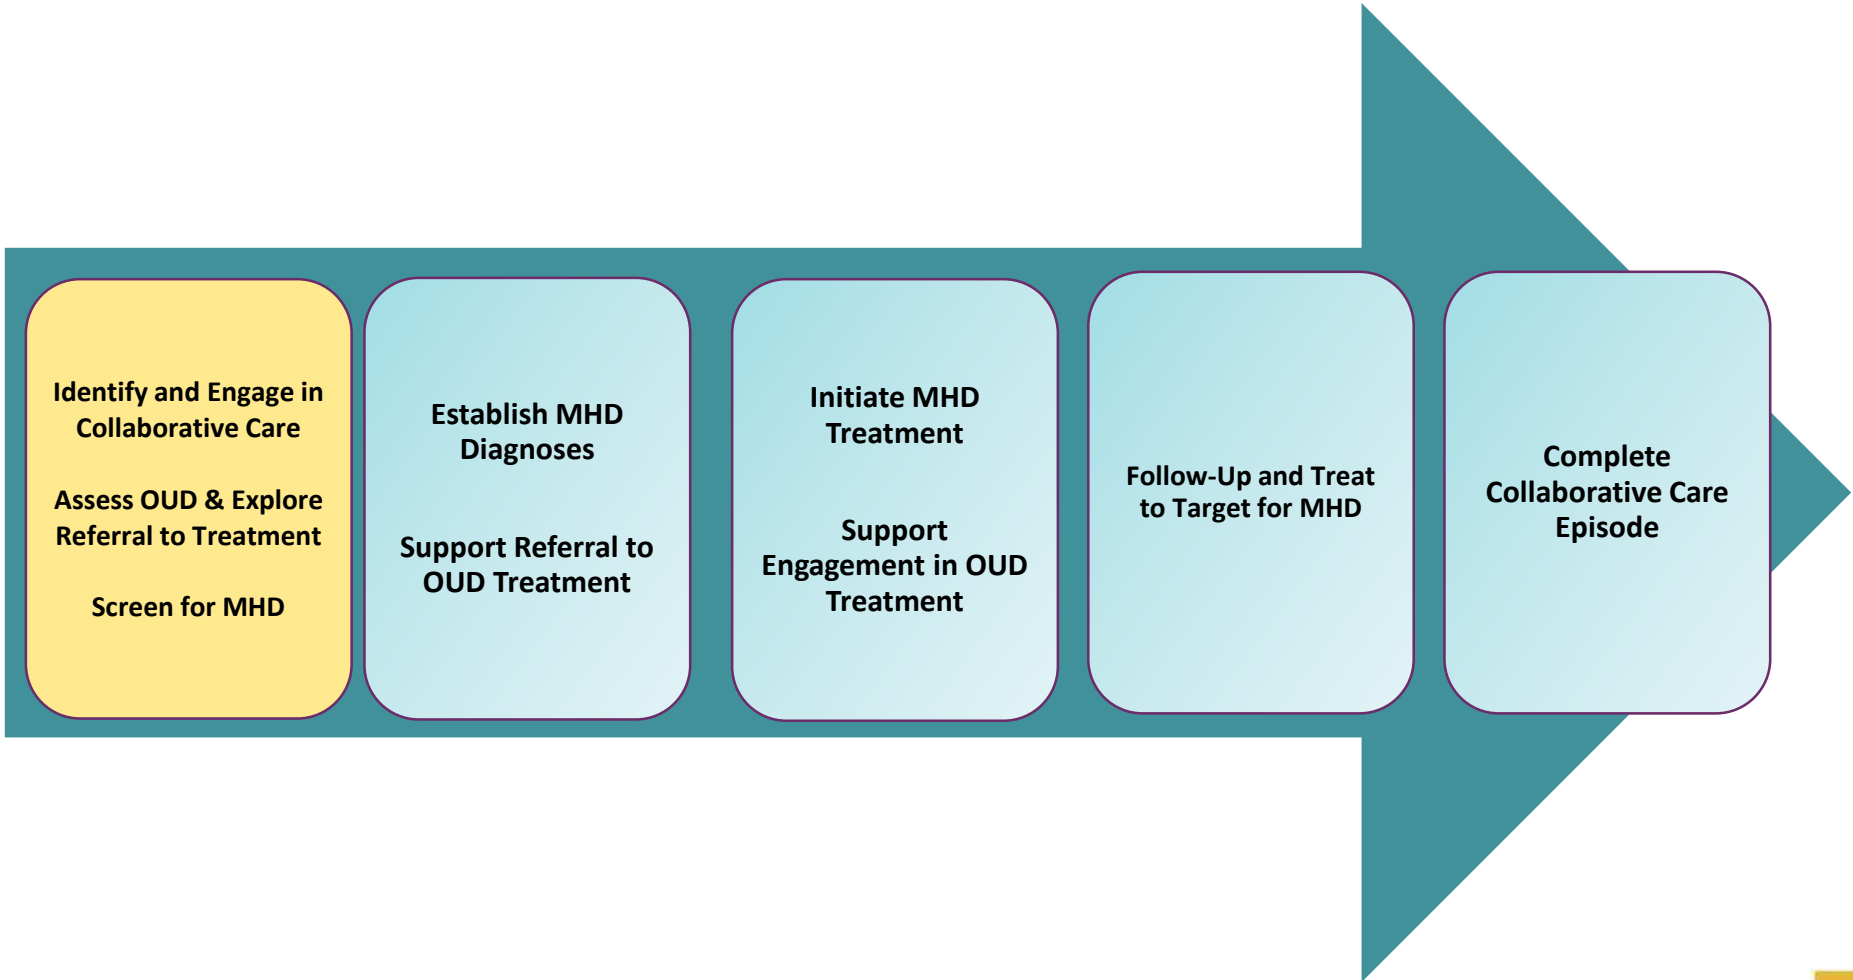 Identify and Engage in
Collaborative Care
Assess OUD & Explore
Referral to Treatment
Screen for MHD
Establish MHD
Diagnoses
Support Referral to
OUD Treatment
Initiate MHD
Treatment
Support
Engagement in OUD
Treatment
Follow-Up and Treat
to Target for MHD
Complete
Collaborative Care
Episode